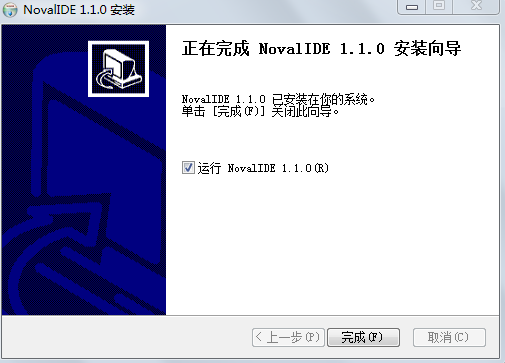 NovalIDE 1.1.0 安装
正在完成 NovalIDE 1.1.0 安装向导
NovalIDE 1.1.0 已安装在你的系统。
单击 [完成(F)] 关闭此向导。
运行 NovalIDE 1.1.0(R)
< 上一步(P) 完成(F) 取消(C)